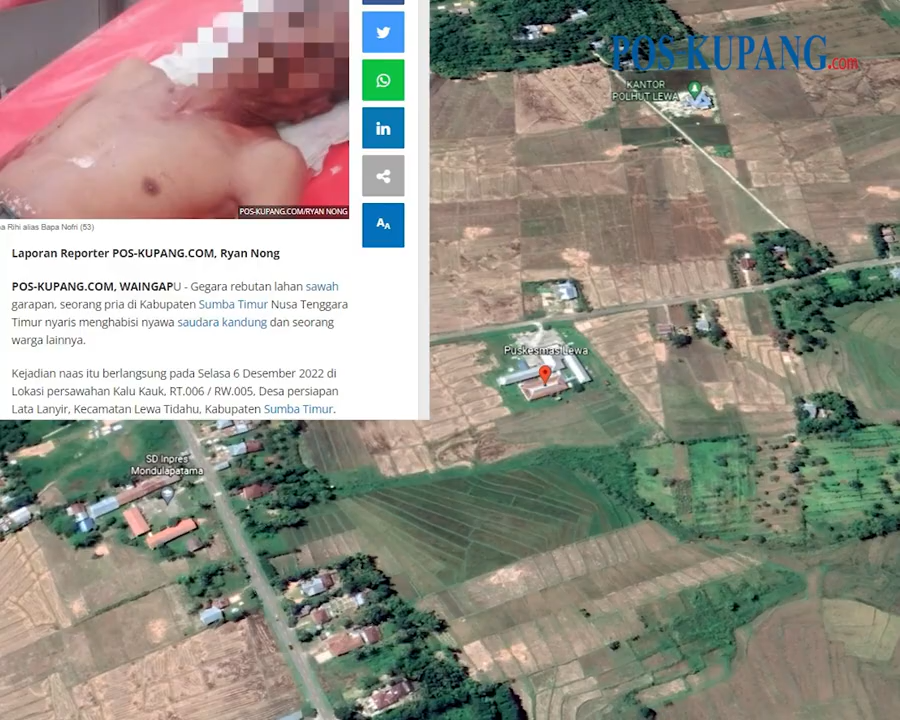 POS-KUPANG.com
KANTOR
POLHUT LEWA
in
AA
POS-KUPANG.COM/RYAN NONG
a Rihi alias Bapa Nofri (53)
Laporan Reporter POS-KUPANG.COM, Ryan Nong
POS-KUPANG.COM, WAINGAPU - Gegara rebutan lahan sawah
garapan, seorang pria di Kabupaten Sumba Timur Nusa Tenggara
Timur nyaris menghabisi nyawa saudara kandung dan seorang
warga lainnya.
Kejadian naas itu berlangsung pada Selasa 6 Desember 2022 di
Lokasi persawahan Kalu Kauk, RT.006 / RW.005, Desa persiapan
Lata Lanyir, Kecamatan Lewa Tidahu, Kabupaten Sumba Timur.
Puskesmas Lewa
SD Inpres
Mondulapatama